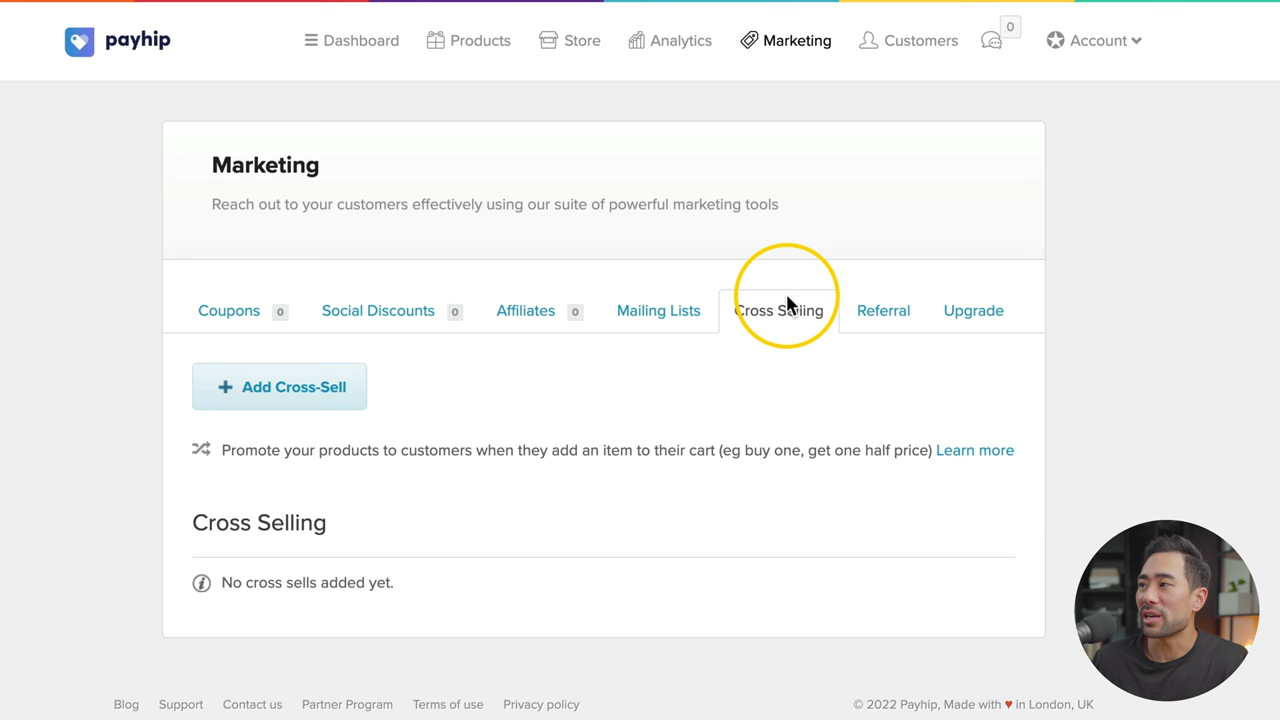 payhip
Dashboard Products Store Analytics Marketing Customers 0 Account
Marketing
Reach out to your customers effectively using our suite of powerful marketing tools
Coupons 0 Social Discounts 0 Affiliates 0 Mailing Lists Cross Selling Referral Upgrade
+ Add Cross-Sell
Promote your products to customers when they add an item to their cart (eg buy one, get one half price) Learn more
Cross Selling
No cross sells added yet.
Blog Support Contact us Partner Program Terms of use Privacy policy © 2022 Payhip, Made with ♥ in London, UK